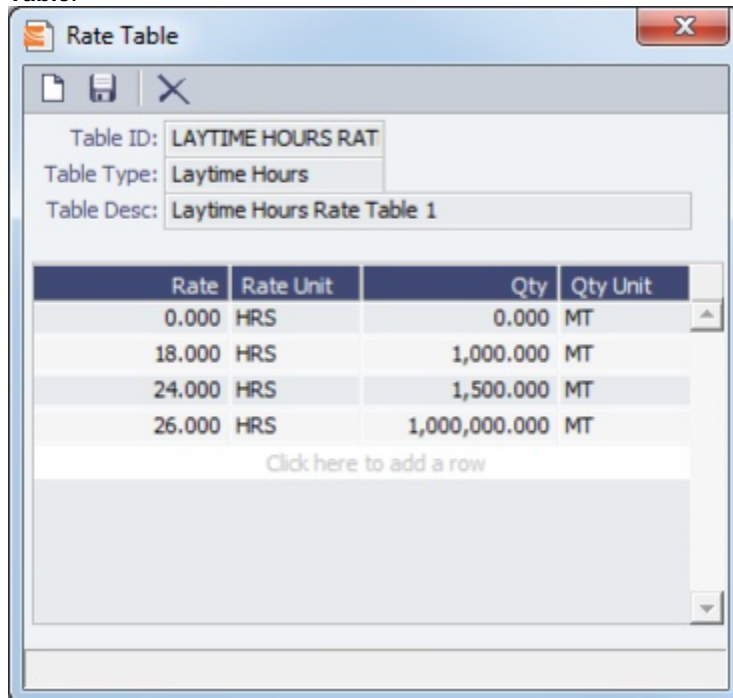 Table.
Rate Table
Table ID: LAYTIME HOURS RAT
Table Type: Laytime Hours
Table Desc: Laytime Hours Rate Table 1
Rate Rate Unit Qty Qty Unit
0.000 HRS 0.000 MT
18.000 HRS 1,000.000 MT
24.000 HRS 1,500.000 MT
26.000 HRS 1,000,000.000 MT
Click here to add a row